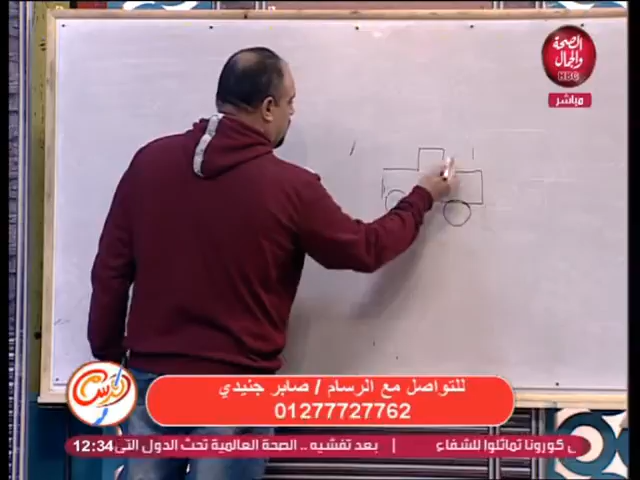 الصحة
والجمال
HBC
مباشر
للتواصل مع الرسام / صابر جنيدي
01277727762
كورونا تماثلوا للشفاء | بعد تفشيه .. الصحة العالمية تحث الدول التى
12:34